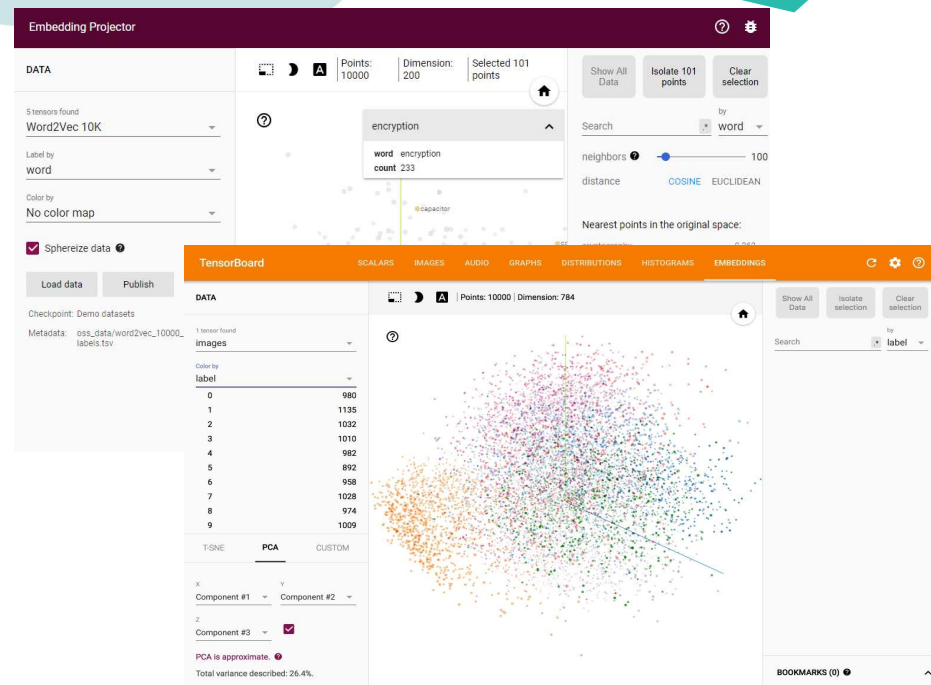 Embedding Projector
DATA
5 tensors found
Word2Vec 10K
Label by
word
Color by
No color map
Sphereize data
Load data Publish
Checkpoint: Demo datasets
Metadata: oss_data/word2vec_10000_
labels.tsv
A
Points: 10000
Dimension: 200
Selected 101 points
encryption
word encryption
count 233
capacitor
Show All Data
Isolate 101 points
Clear selection
Search
.*
by
word
neighbors 100
distance COSINE EUCLIDEAN
Nearest points in the original space:
TensorBoard SCALARS IMAGES AUDIO GRAPHS DISTRIBUTIONS HISTOGRAMS EMBEDDINGS
DATA
1 tensor found
images
Color by
label
0 980
1 1135
2 1032
3 1010
4 982
5 892
6 958
7 1028
8 974
9 1009
T-SNE PCA CUSTOM
X
Component #1
Y
Component #2
Z
Component #3
PCA is approximate.
Total variance described: 26.4%.
A
Points: 10000 | Dimension: 784
Show All Data
Isolate selection
Clear selection
Search
.*
by
label
BOOKMARKS (0)